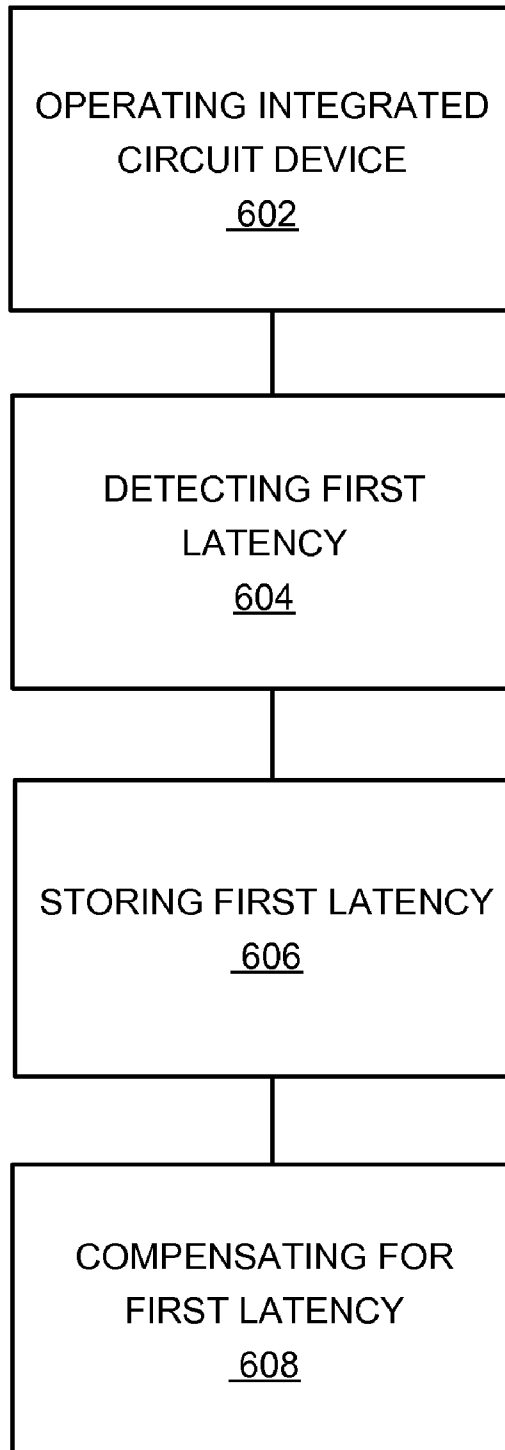 OPERATING INTEGRATED
CIRCUIT DEVICE
602
DETECTING FIRST
LATENCY
604
STORING FIRST LATENCY
606
COMPENSATING FOR
FIRST LATENCY
608